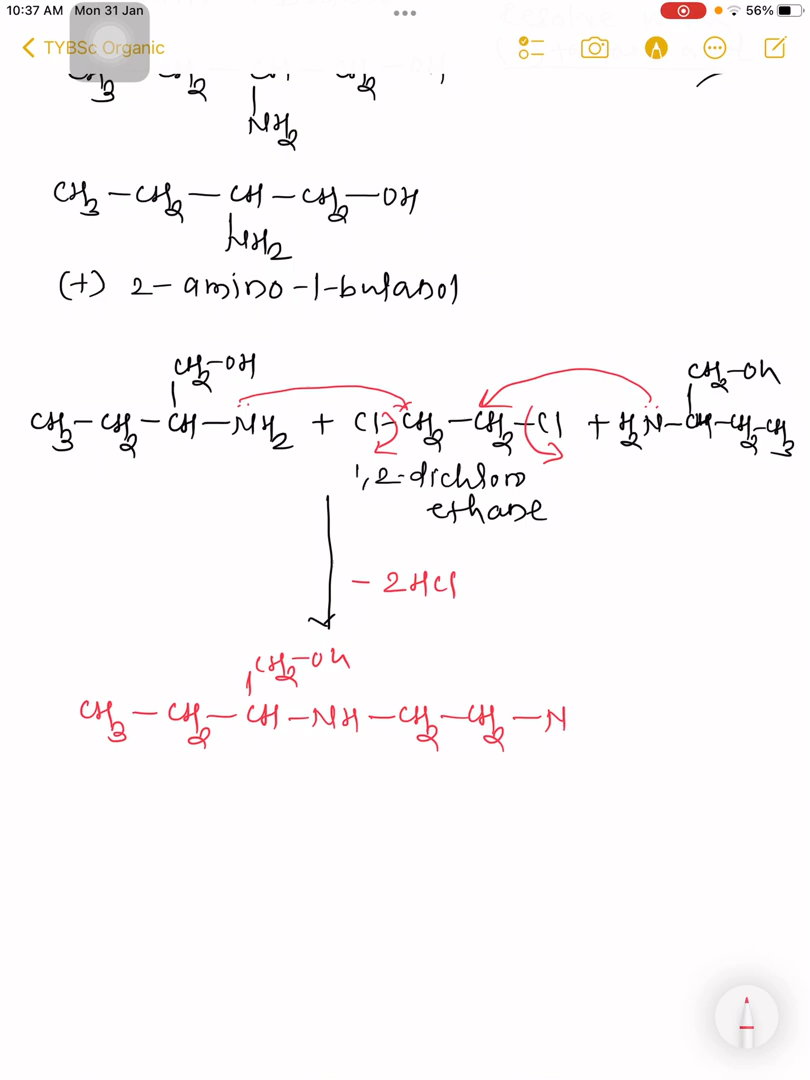 10:37 AM Mon 31 Jan
56%
TYBSc Organic
NH2
CH3 – CH2 – CH – CH2 – OH
NH2
(+) 2 – amino – 1 – butanol
CH2–OH
CH2–OH
CH3 – CH2 – CH – NH2 + Cl – CH2 – CH2 – Cl + H2N – CH – CH2 – CH3
1,2-dichloro
ethane
– 2HCl
CH2–OH
CH3 – CH2 – CH – NH – CH2 – CH2 – N